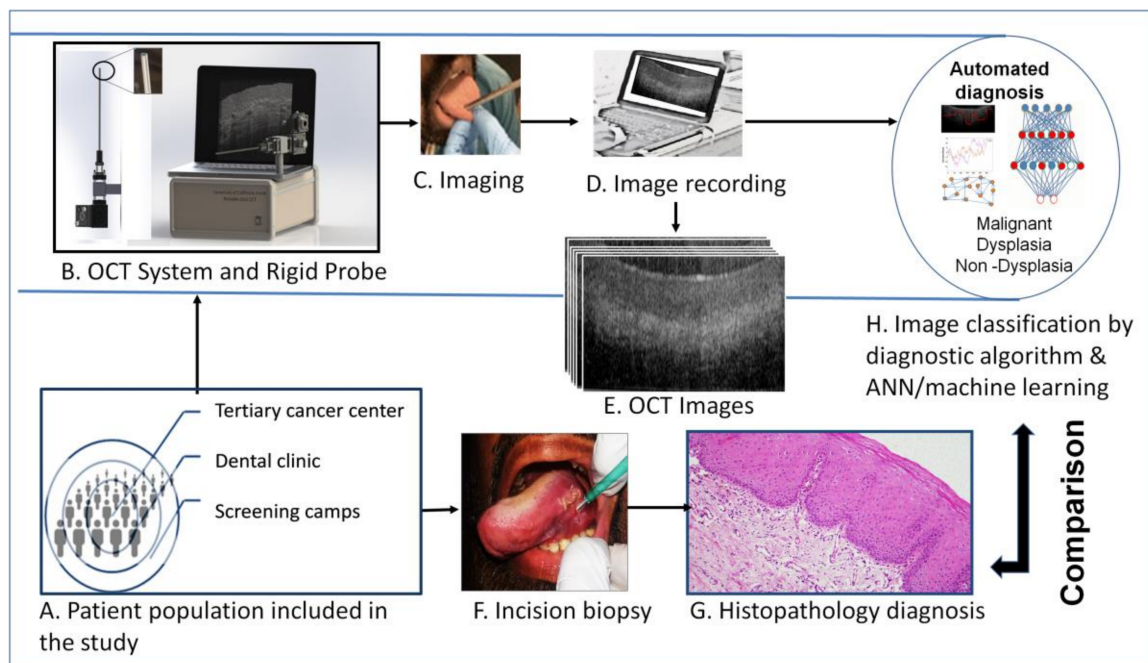 Automated
diagnosis
Malignant
Dysplasia
Non -Dysplasia
B. OCT System and Rigid Probe
C. Imaging
D. Image recording
E. OCT Images
H. Image classification by
diagnostic algorithm &
ANN/machine learning
Tertiary cancer center
Dental clinic
Screening camps
A. Patient population included in
the study
F. Incision biopsy
G. Histopathology diagnosis
Comparison